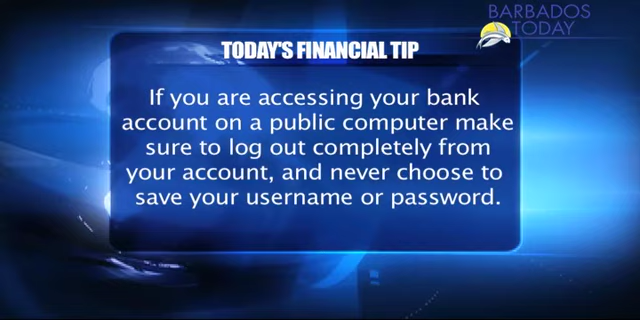 BARBADOS
TODAY
TODAY'S FINANCIAL TIP
If you are accessing your bank
account on a public computer make
sure to log out completely from
your account, and never choose to
save your username or password.